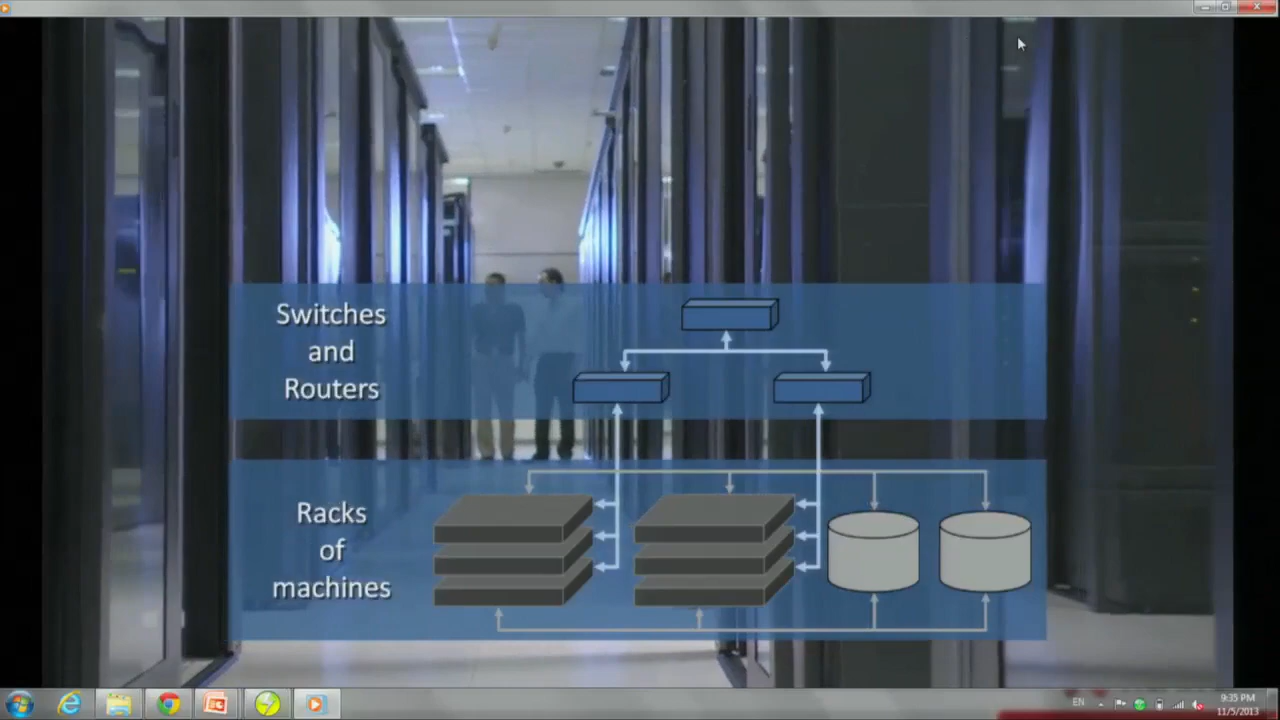 Switches
and
Routers
Racks
of
machines
EN
9:35 PM
11/5/2013